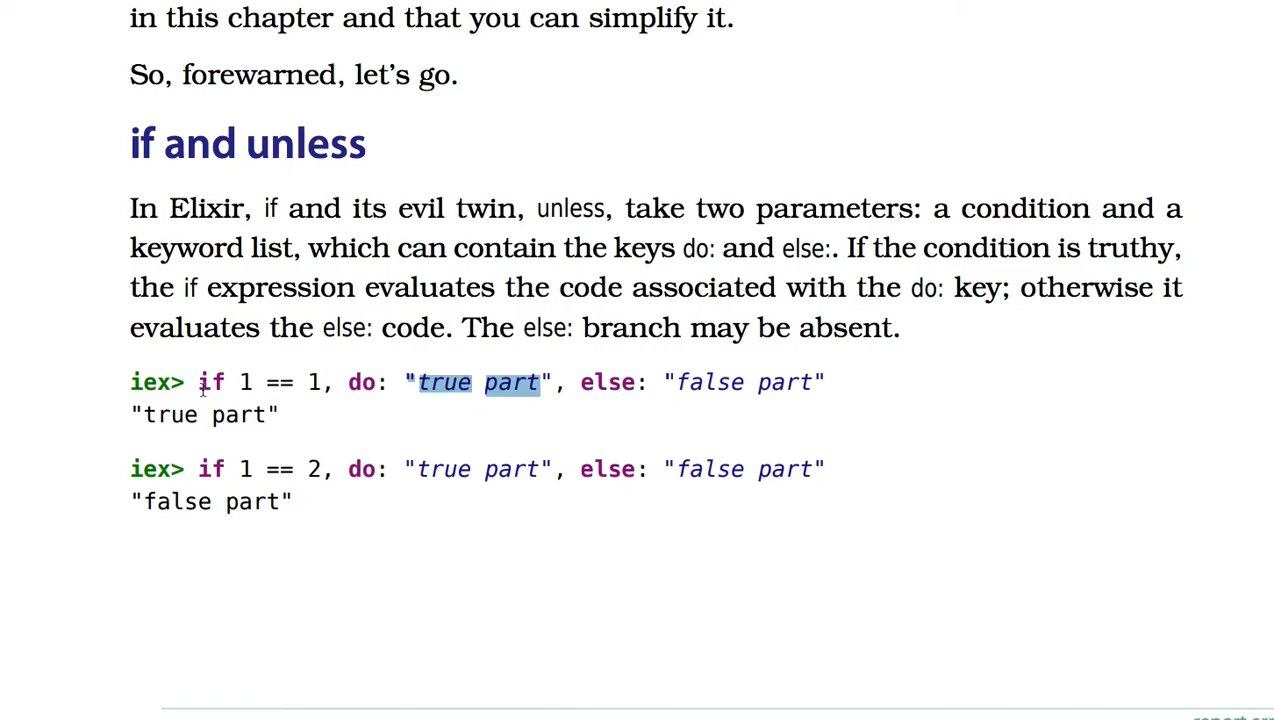 in this chapter and that you can simplify it.
So, forewarned, let's go.
if and unless
In Elixir, if and its evil twin, unless, take two parameters: a condition and a
keyword list, which can contain the keys do: and else:. If the condition is truthy,
the if expression evaluates the code associated with the do: key; otherwise it
evaluates the else: code. The else: branch may be absent.
iex> if 1 == 1, do: "true part", else: "false part"
"true part"
iex> if 1 == 2, do: "true part", else: "false part"
"false part"